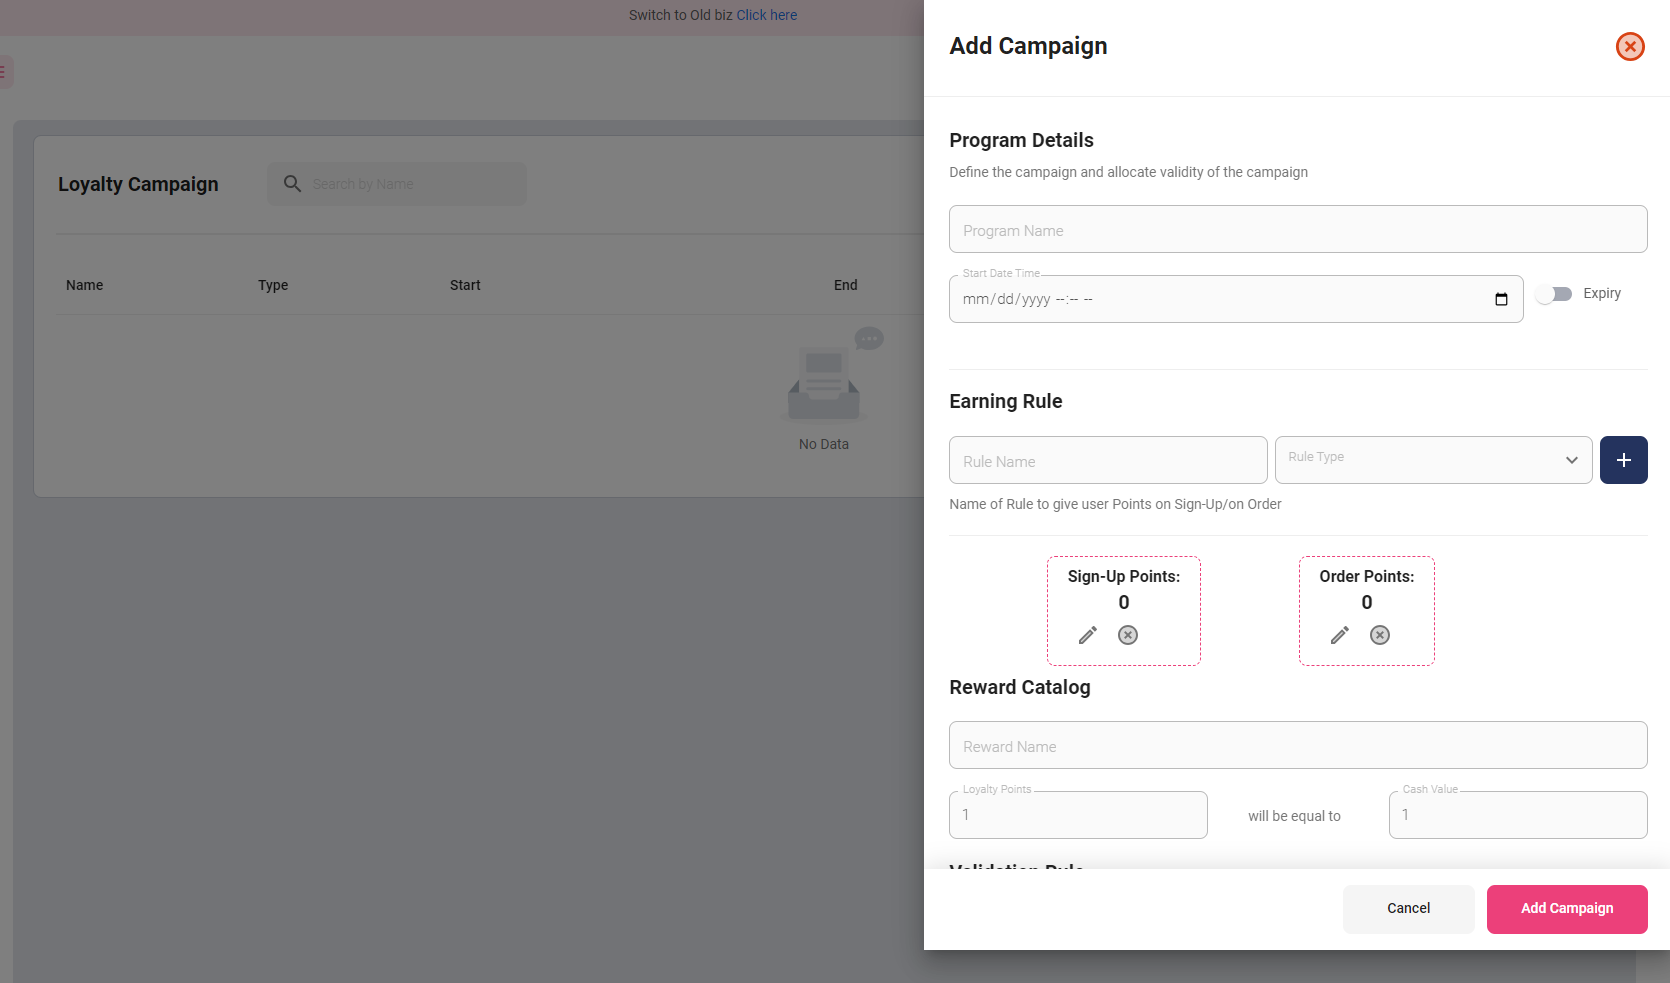 Switch to Old biz Click here
Loyalty Campaign
Search by Name
Name Type Start End
No Data
Add Campaign
Program Details
Define the campaign and allocate validity of the campaign
Program Name
Start Date Time
mm/dd/yyyy --:-- --
Expiry
Earning Rule
Rule Name
Rule Type
Name of Rule to give user Points on Sign-Up/on Order
Sign-Up Points:
0
Order Points:
0
Reward Catalog
Reward Name
Loyalty Points
1
will be equal to
Cash Value
1
Validation Rule
Cancel
Add Campaign